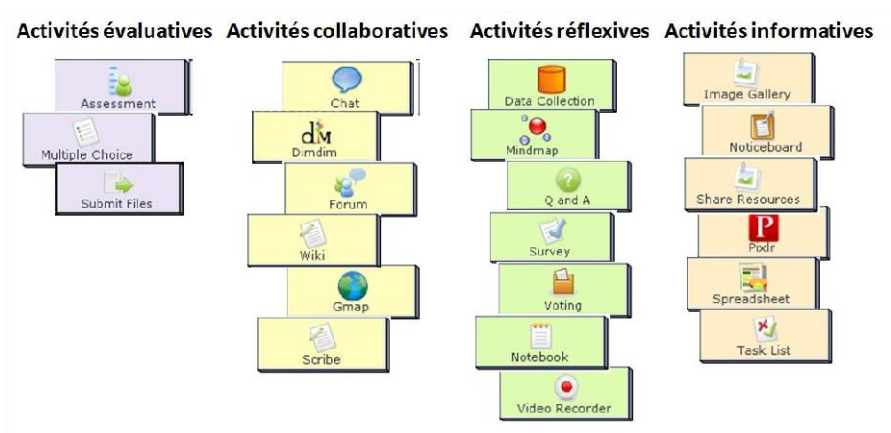 Activités évaluatives
Assessment
Multiple Choice
Submit Files
Activités collaboratives
Chat
dim
Dimdim
Forum
Wiki
Gmap
Scribe
Activités réflexives
Data Collection
Mindmap
?
Q and A
Survey
Voting
Notebook
Video Recorder
Activités informatives
Image Gallery
Noticeboard
Share Resources
P
Pixlr
Spreadsheet
Task List